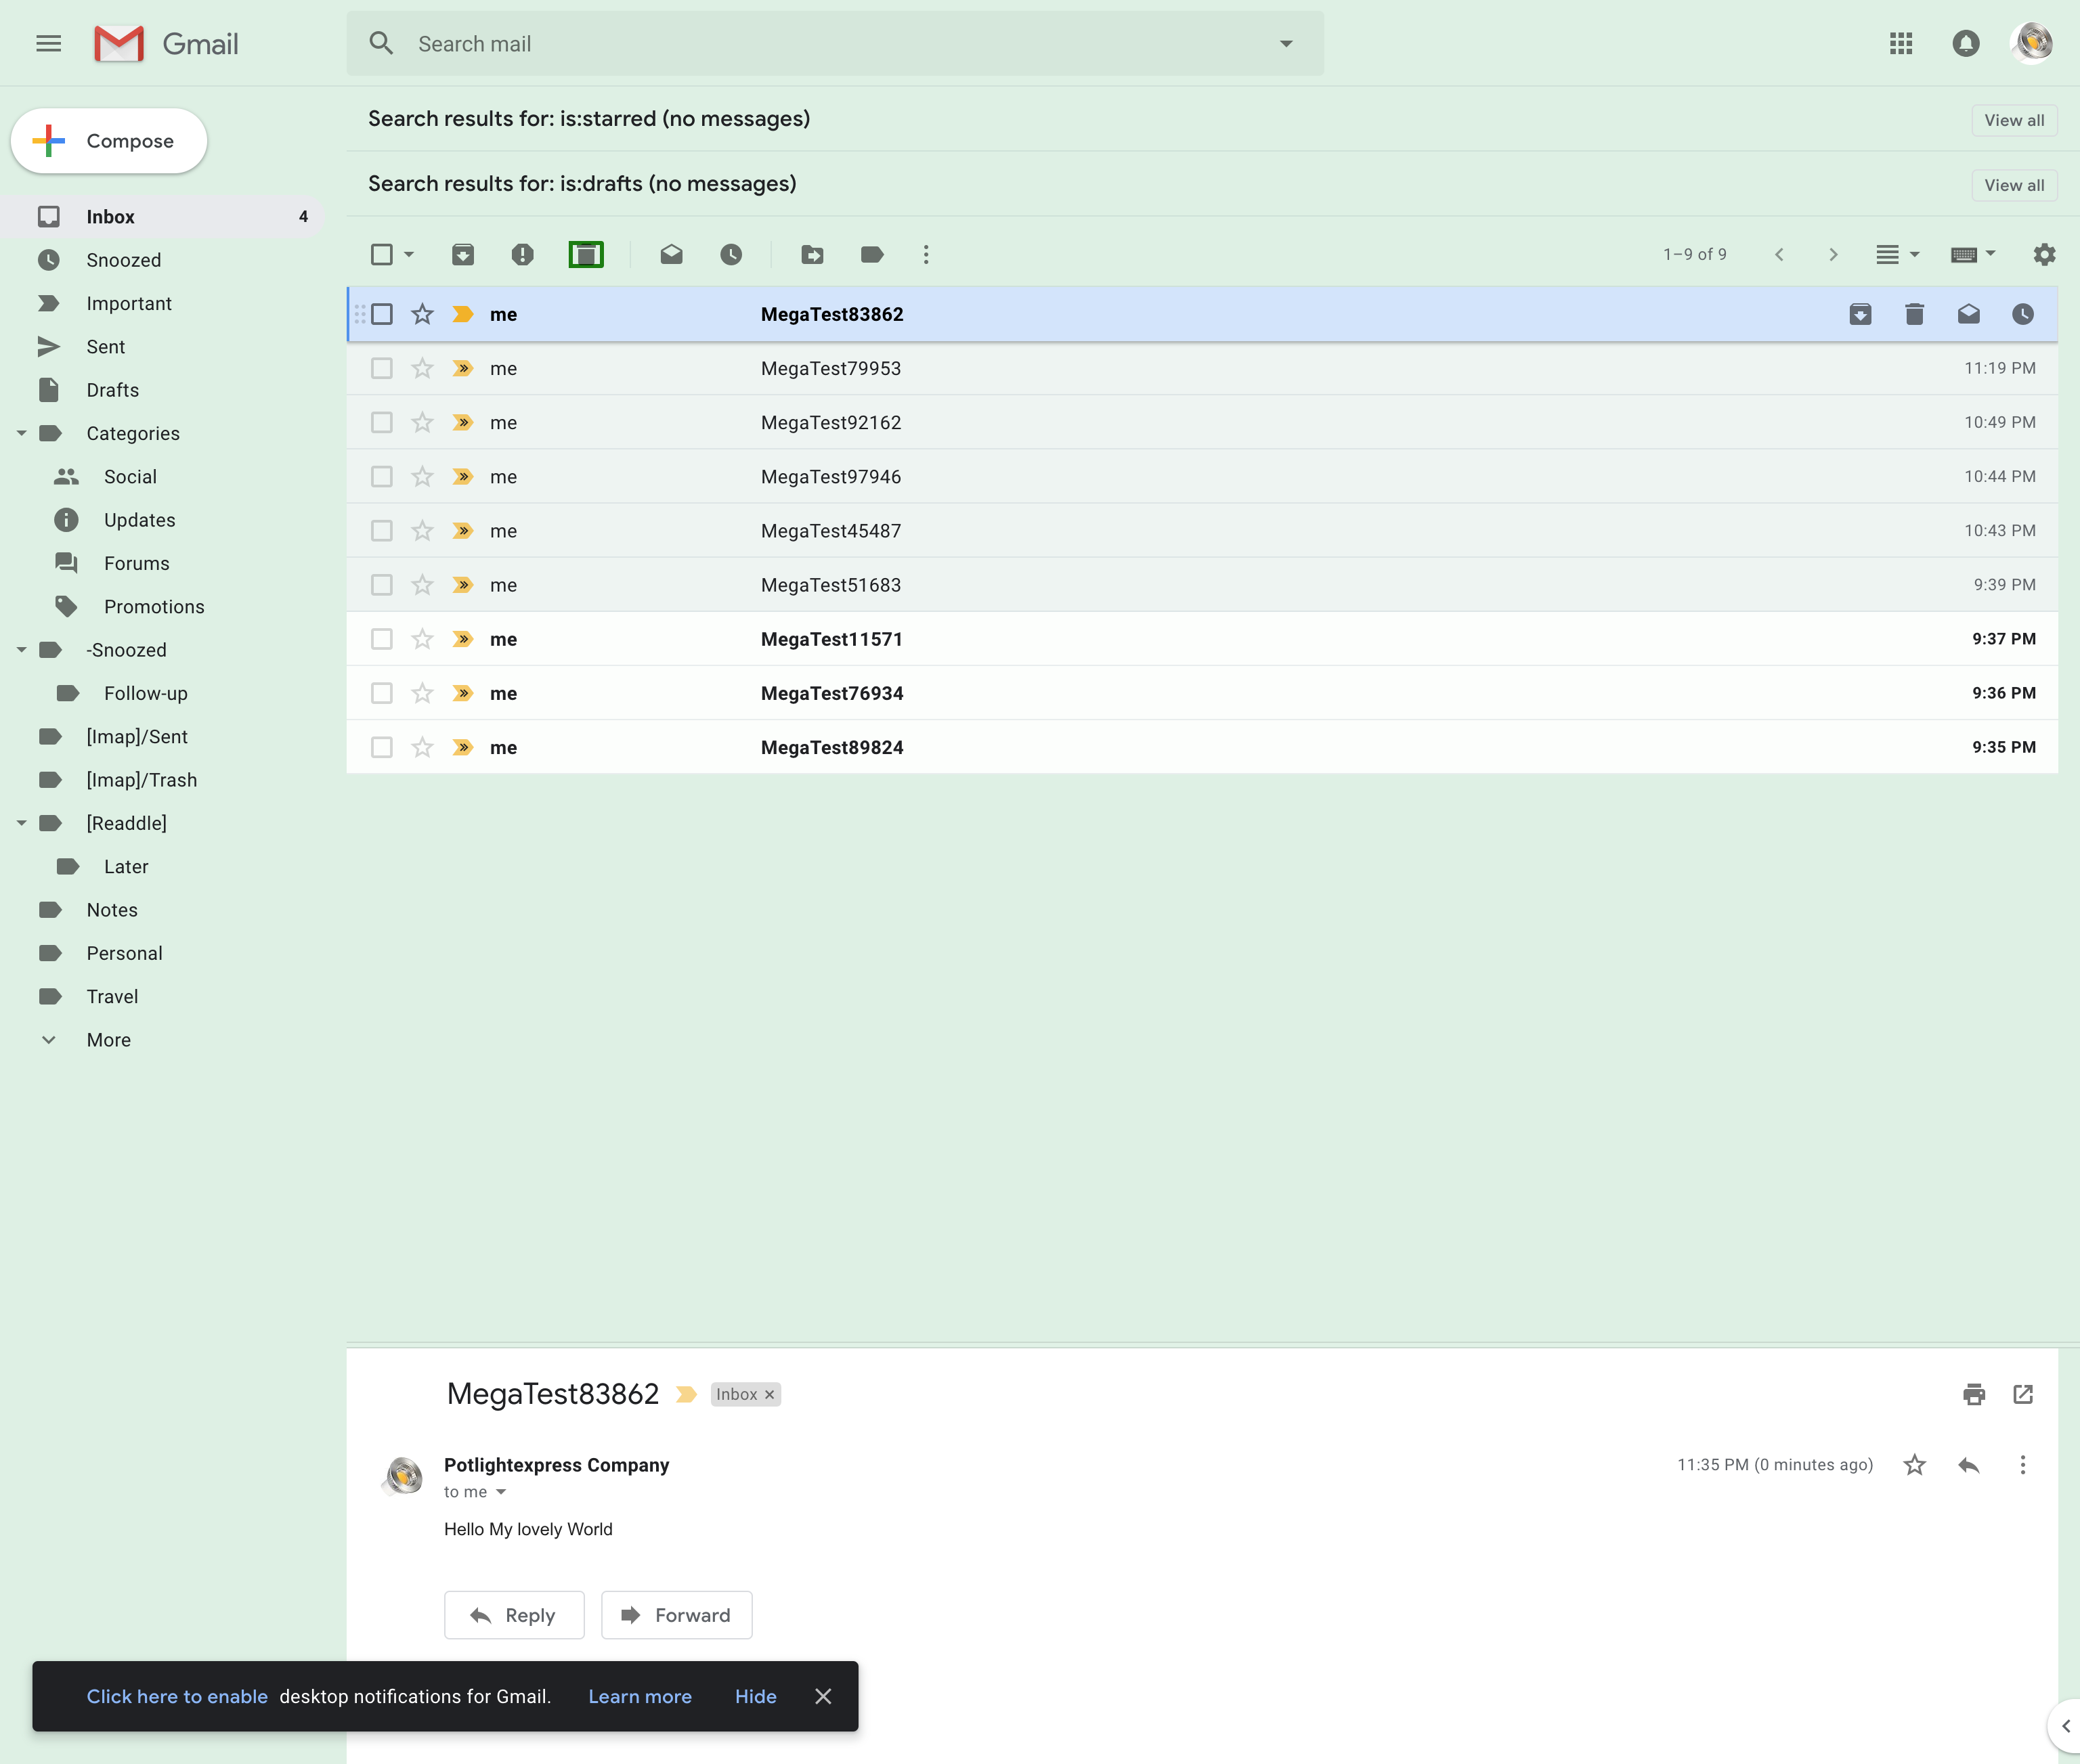 Gmail
Search mail
Compose
Inbox 4
Snoozed
Important
Sent
Drafts
Categories
Social
Updates
Forums
Promotions
-Snoozed
Follow-up
[Imap]/Sent
[Imap]/Trash
[Readdle]
Later
Notes
Personal
Travel
More
Search results for: is:starred (no messages) View all
Search results for: is:drafts (no messages) View all
1–9 of 9
me MegaTest83862
me MegaTest79953 11:19 PM
me MegaTest92162 10:49 PM
me MegaTest97946 10:44 PM
me MegaTest45487 10:43 PM
me MegaTest51683 9:39 PM
me MegaTest11571 9:37 PM
me MegaTest76934 9:36 PM
me MegaTest89824 9:35 PM
MegaTest83862 Inbox
Potlightexpress Company 11:35 PM (0 minutes ago)
to me
Hello My lovely World
Reply Forward
Click here to enable desktop notifications for Gmail. Learn more Hide